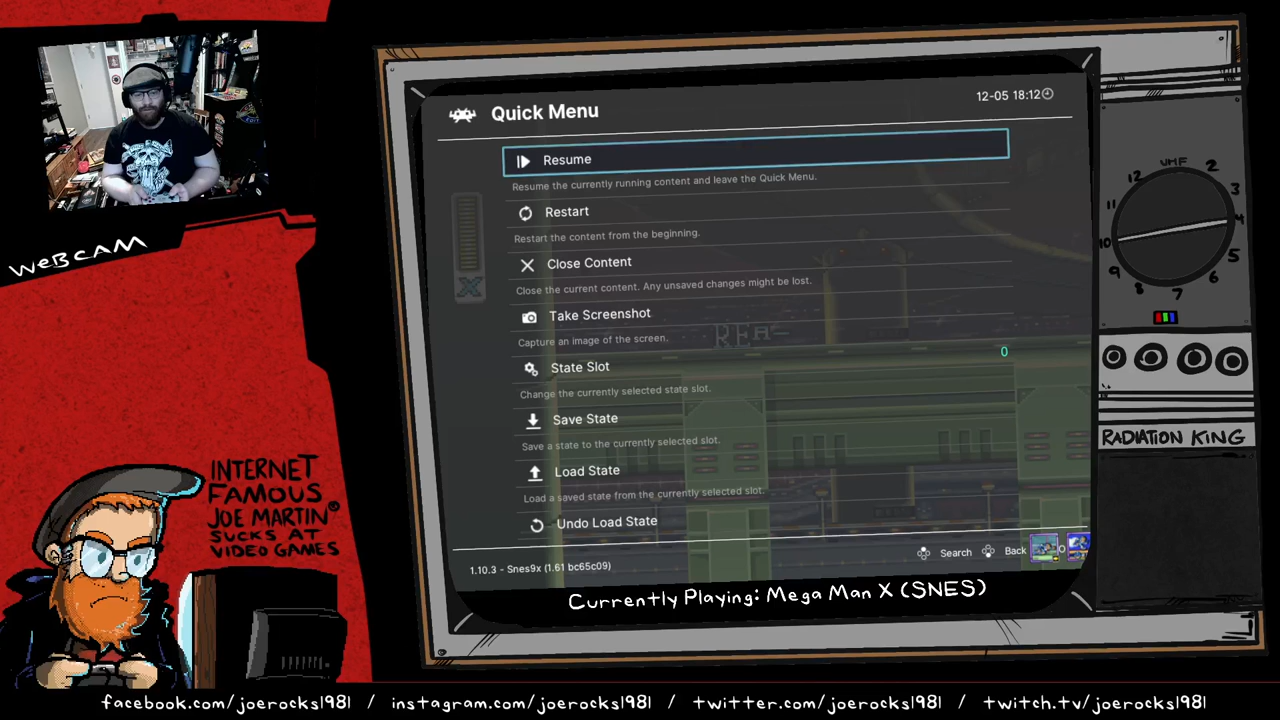 Quick Menu
12-05 18:12
Resume
Resume the currently running content and leave the Quick Menu.
Restart
Restart the content from the beginning.
Close Content
Close the current content. Any unsaved changes might be lost.
Take Screenshot
Capture an image of the screen.
REA
State Slot
0
Change the currently selected state slot.
Save State
Save a state to the currently selected slot.
Load State
Load a saved state from the currently selected slot.
Undo Load State
Search
Back
1.10.3 - Snes9x (1.61 bc65c09)
Currently Playing: Mega Man X (SNES)
WEBCAM
INTERNET
FAMOUS
JOE MARTIN®
SUCKS AT
VIDEO GAMES
UHF
2
3
4
5
6
7
8
9
10
11
12
RADIATION KING
facebook.com/joerocks1981 / instagram.com/joerocks1981 / twitter.com/joerocks1981 / twitch.tv/joerocks1981